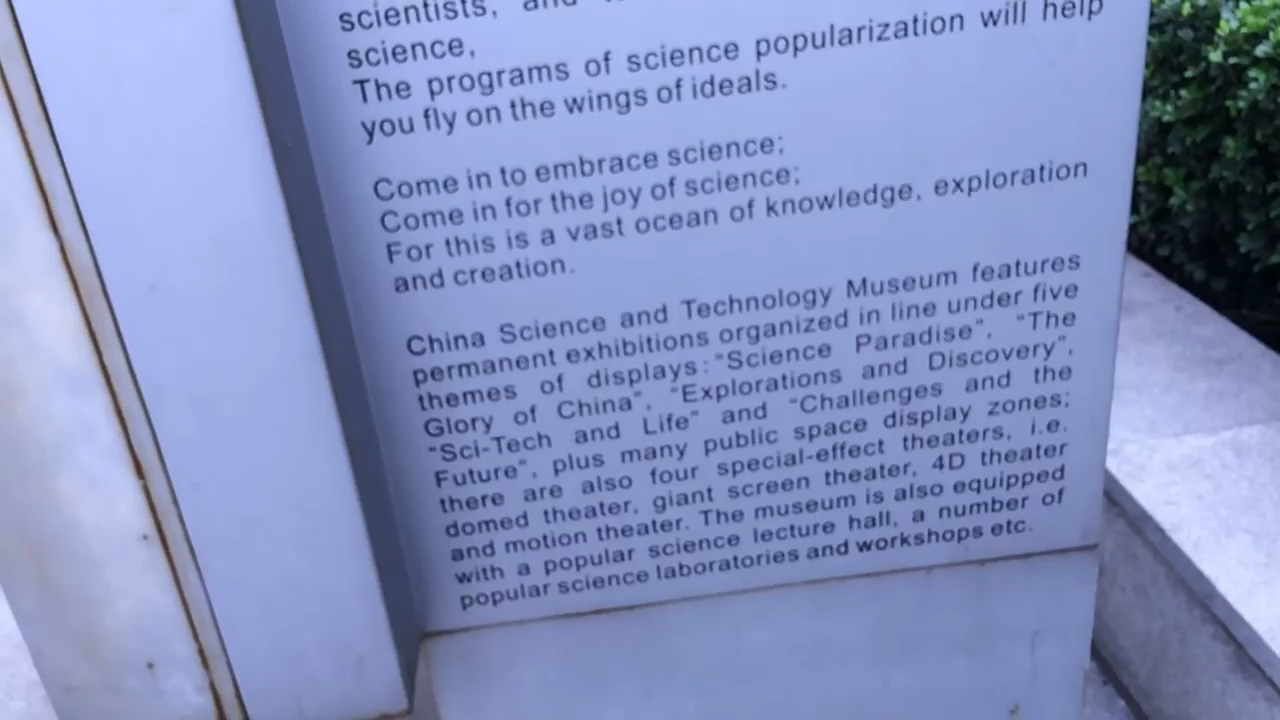 scientists, and
science,
The programs of science popularization will help
you fly on the wings of ideals.
Come in to embrace science;
Come in for the joy of science;
For this is a vast ocean of knowledge, exploration
and creation.
China Science and Technology Museum features
permanent exhibitions organized in line under five
themes of displays: "Science Paradise", "The
Glory of China", "Explorations and Discovery",
"Sci-Tech and Life" and "Challenges and the
Future", plus many public space display zones;
there are also four special-effect theaters, i.e.
domed theater, giant screen theater, 4D theater
and motion theater. The museum is also equipped
with a popular science lecture hall, a number of
popular science laboratories and workshops etc.